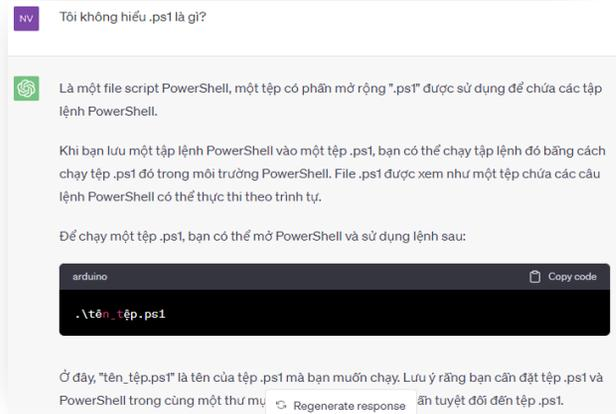 NV
Tôi không hiểu .ps1 là gì?
Là một file script PowerShell, một tệp có phần mở rộng ".ps1" được sử dụng để chứa các tập
lệnh PowerShell.
Khi bạn lưu một tập lệnh PowerShell vào một tệp .ps1, bạn có thể chạy tập lệnh đó bằng cách
chạy tệp .ps1 đó trong môi trường PowerShell. File .ps1 được xem như một tệp chứa các câu
lệnh PowerShell có thể thực thi theo trình tự.
Để chạy một tệp .ps1, bạn có thể mở PowerShell và sử dụng lệnh sau:
arduino Copy code
.\tên_tệp.ps1
Ở đây, "tên_tệp.ps1" là tên của tệp .ps1 mà bạn muốn chạy. Lưu ý rằng bạn cần đặt tệp .ps1 và
PowerShell trong cùng một thư mụ ẫn tuyệt đối đến tệp .ps1.
Regenerate response